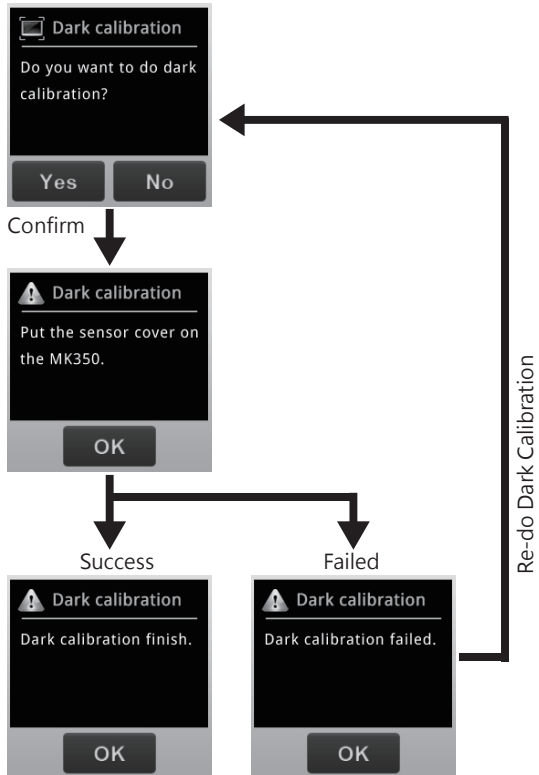 Dark calibration
Do you want to do dark
calibration?
Yes No
Confirm
Dark calibration
Put the sensor cover on
the MK350.
OK
Re-do Dark Calibration
Success Failed
Dark calibration
Dark calibration finish.
OK
Dark calibration
Dark calibration failed.
OK